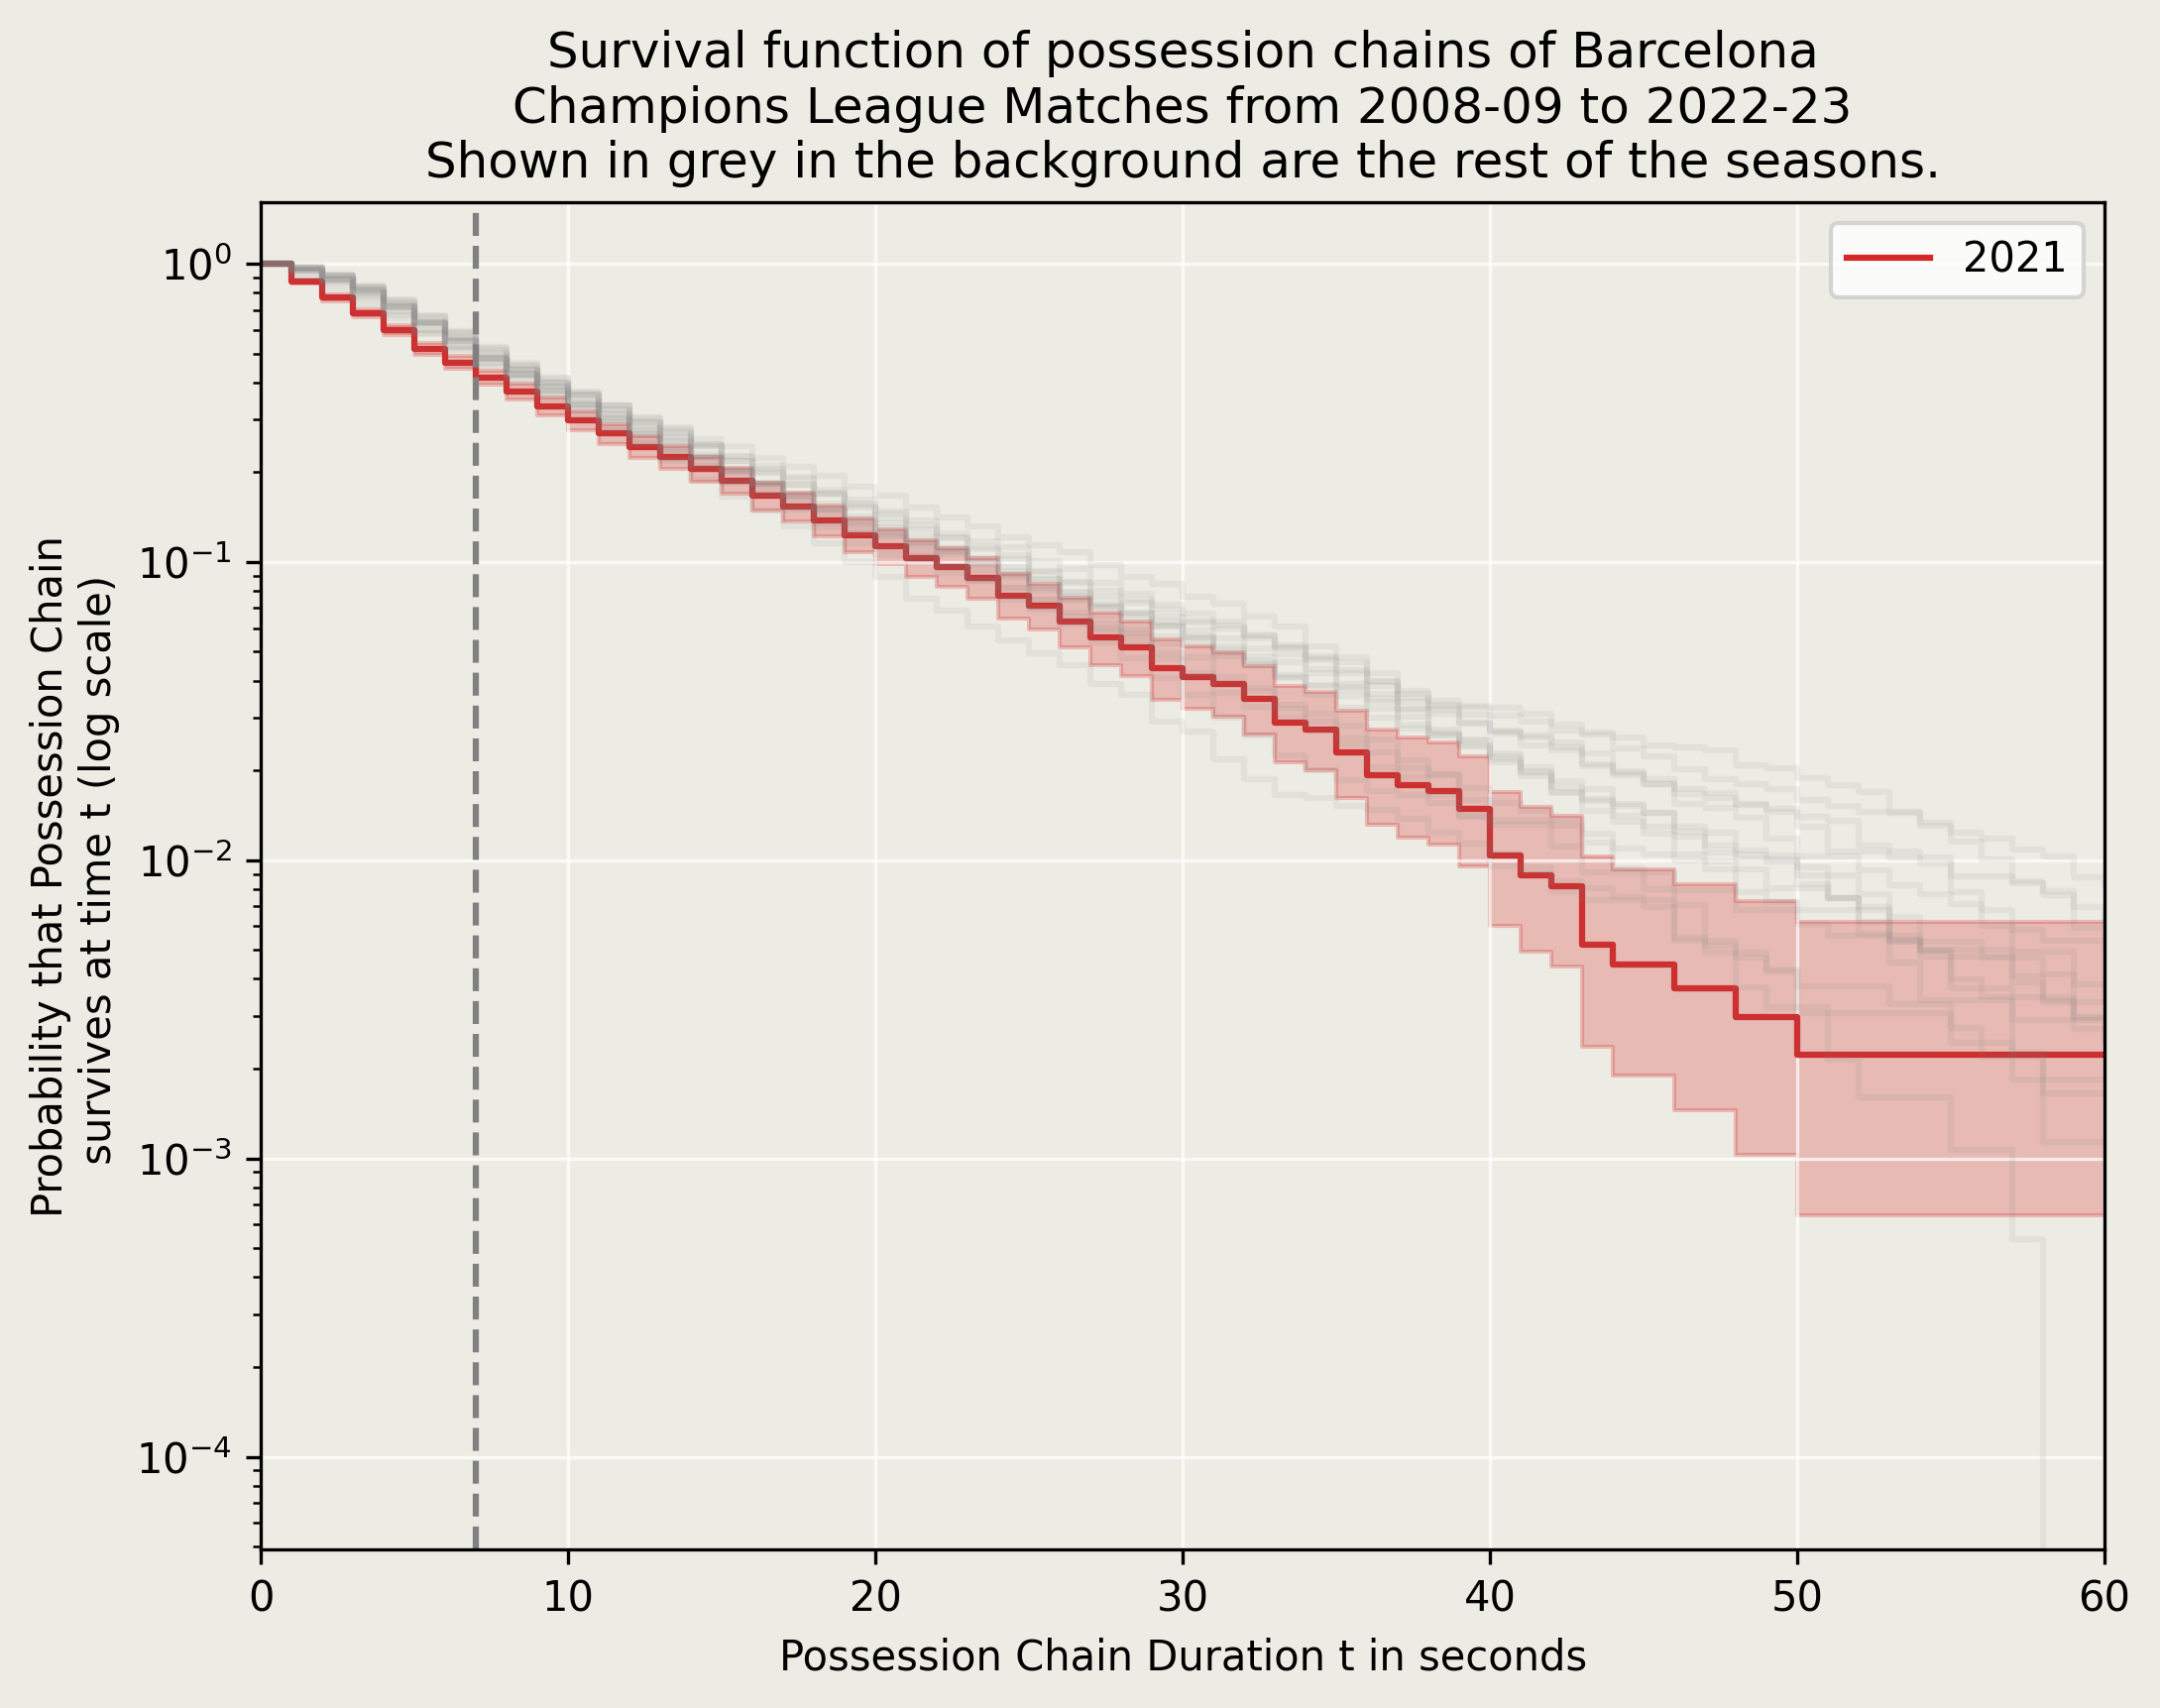 Survival function of possession chains of Barcelona
Champions League Matches from 2008-09 to 2022-23
Shown in grey in the background are the rest of the seasons.
2021
Probability that Possession Chain
survives at time t (log scale)
10⁰
10⁻¹
10⁻²
10⁻³
10⁻⁴
0 10 20 30 40 50 60
Possession Chain Duration t in seconds